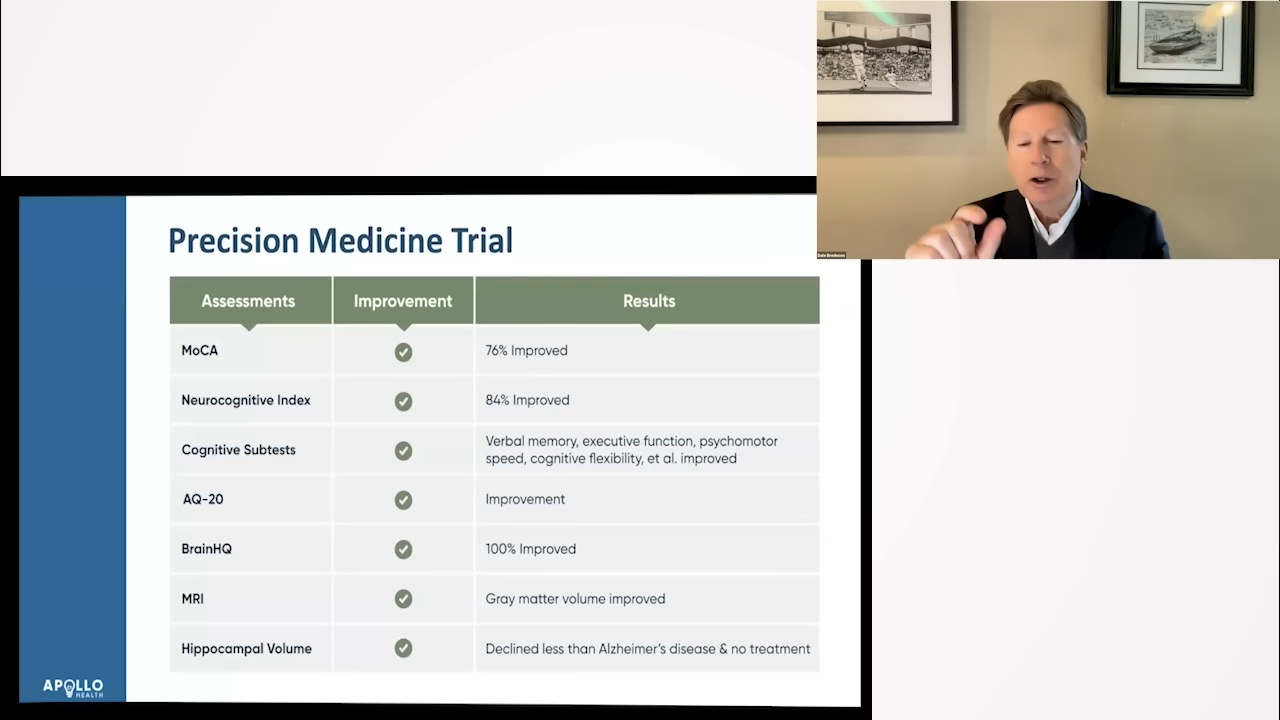 Dale Bredesen
Precision Medicine Trial
Assessments
Improvement
Results
MoCA
76% Improved
Neurocognitive Index
84% Improved
Cognitive Subtests
Verbal memory, executive function, psychomotor
speed, cognitive flexibility, et al. improved
AQ-20
Improvement
BrainHQ
100% Improved
MRI
Gray matter volume improved
Hippocampal Volume
Declined less than Alzheimer's disease & no treatment
APOLLO
HEALTH